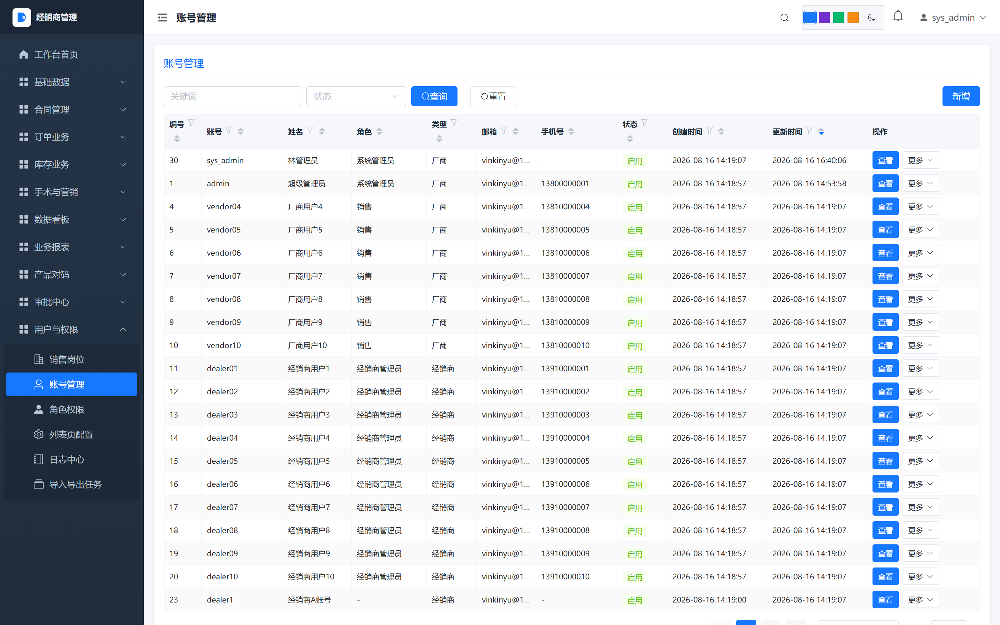 经销商管理
账号管理
sys_admin
工作台首页
基础数据
合同管理
订单业务
库存业务
手术与营销
数据看板
业务报表
产品对码
审批中心
用户与权限
销售岗位
账号管理
角色权限
列表页配置
日志中心
导入导出任务
账号管理
关键词 状态 查询 重置 新增
编号 账号 姓名 角色 类型 邮箱 手机号 状态 创建时间 更新时间 操作
30 sys_admin 林管理员 系统管理员 厂商 vinkinyu@1... - 启用 2026-08-16 14:19:07 2026-08-16 16:40:06 查看 更多
1 admin 超级管理员 系统管理员 厂商 vinkinyu@1... 13800000001 启用 2026-08-16 14:18:57 2026-08-16 14:53:58 查看 更多
4 vendor04 厂商用户4 销售 厂商 vinkinyu@1... 13810000004 启用 2026-08-16 14:18:57 2026-08-16 14:19:07 查看 更多
5 vendor05 厂商用户5 销售 厂商 vinkinyu@1... 13810000005 启用 2026-08-16 14:18:57 2026-08-16 14:19:07 查看 更多
6 vendor06 厂商用户6 销售 厂商 vinkinyu@1... 13810000006 启用 2026-08-16 14:18:57 2026-08-16 14:19:07 查看 更多
7 vendor07 厂商用户7 销售 厂商 vinkinyu@1... 13810000007 启用 2026-08-16 14:18:57 2026-08-16 14:19:07 查看 更多
8 vendor08 厂商用户8 销售 厂商 vinkinyu@1... 13810000008 启用 2026-08-16 14:18:57 2026-08-16 14:19:07 查看 更多
9 vendor09 厂商用户9 销售 厂商 vinkinyu@1... 13810000009 启用 2026-08-16 14:18:57 2026-08-16 14:19:07 查看 更多
10 vendor10 厂商用户10 销售 厂商 vinkinyu@1... 13810000010 启用 2026-08-16 14:18:57 2026-08-16 14:19:07 查看 更多
11 dealer01 经销商用户1 经销商管理员 经销商 vinkinyu@1... 13910000001 启用 2026-08-16 14:18:57 2026-08-16 14:19:07 查看 更多
12 dealer02 经销商用户2 经销商管理员 经销商 vinkinyu@1... 13910000002 启用 2026-08-16 14:18:57 2026-08-16 14:19:07 查看 更多
13 dealer03 经销商用户3 经销商管理员 经销商 vinkinyu@1... 13910000003 启用 2026-08-16 14:18:57 2026-08-16 14:19:07 查看 更多
14 dealer04 经销商用户4 经销商管理员 经销商 vinkinyu@1... 13910000004 启用 2026-08-16 14:18:57 2026-08-16 14:19:07 查看 更多
15 dealer05 经销商用户5 经销商管理员 经销商 vinkinyu@1... 13910000005 启用 2026-08-16 14:18:57 2026-08-16 14:19:07 查看 更多
16 dealer06 经销商用户6 经销商管理员 经销商 vinkinyu@1... 13910000006 启用 2026-08-16 14:18:57 2026-08-16 14:19:07 查看 更多
17 dealer07 经销商用户7 经销商管理员 经销商 vinkinyu@1... 13910000007 启用 2026-08-16 14:18:57 2026-08-16 14:19:07 查看 更多
18 dealer08 经销商用户8 经销商管理员 经销商 vinkinyu@1... 13910000008 启用 2026-08-16 14:18:57 2026-08-16 14:19:07 查看 更多
19 dealer09 经销商用户9 经销商管理员 经销商 vinkinyu@1... 13910000009 启用 2026-08-16 14:18:57 2026-08-16 14:19:07 查看 更多
20 dealer10 经销商用户10 经销商管理员 经销商 vinkinyu@1... 13910000010 启用 2026-08-16 14:18:57 2026-08-16 14:19:07 查看 更多
23 dealer1 经销商A账号 - 经销商 vinkinyu@1... - 启用 2026-08-16 14:19:00 2026-08-16 14:19:07 查看 更多